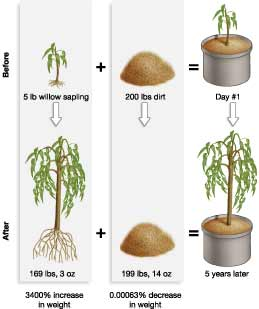 Before
5 lb willow sapling
200 lbs dirt
Day #1
+
=
After
169 lbs, 3 oz
199 lbs, 14 oz
5 years later
+
=
3400% increase
in weight
0.00063% decrease
in weight